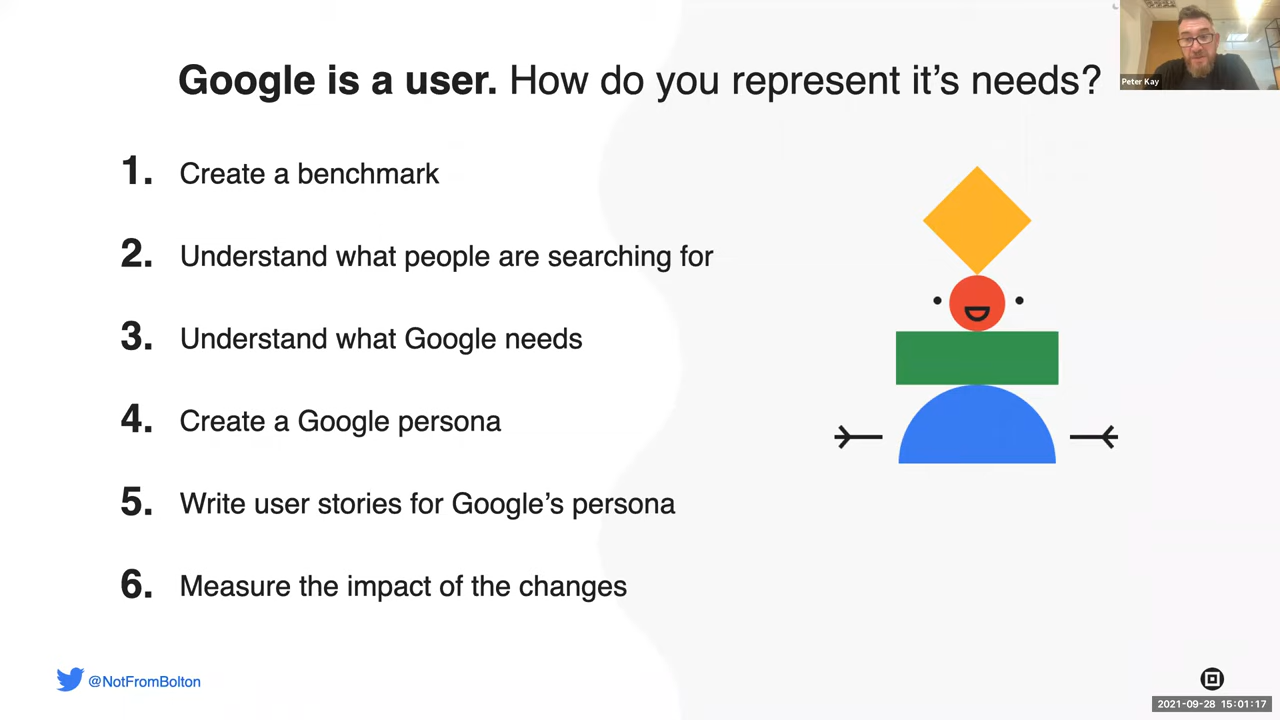 Google is a user. How do you represent it’s needs?
Peter Kay
1. Create a benchmark
2. Understand what people are searching for
3. Understand what Google needs
4. Create a Google persona
5. Write user stories for Google’s persona
6. Measure the impact of the changes
@NotFromBolton
2021-09-28 15:01:17